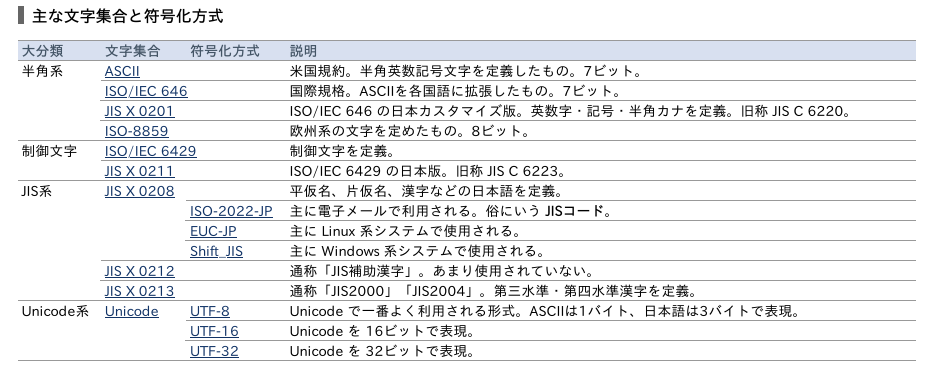 主な文字集合と符号化方式
大分類 文字集合 符号化方式 説明
半角系 ASCII 米国規約。半角英数記号文字を定義したもの。7ビット。
ISO/IEC 646 国際規格。ASCIIを各国語に拡張したもの。7ビット。
JIS X 0201 ISO/IEC 646 の日本カスタマイズ版。英数字・記号・半角カナを定義。旧称 JIS C 6220。
ISO-8859 欧州系の文字を定めたもの。8ビット。
制御文字 ISO/IEC 6429 制御文字を定義。
JIS X 0211 ISO/IEC 6429 の日本版。旧称 JIS C 6223。
JIS系 JIS X 0208 平仮名、片仮名、漢字などの日本語を定義。
ISO-2022-JP 主に電子メールで利用される。俗にいう JISコード。
EUC-JP 主に Linux 系システムで使用される。
Shift_JIS 主に Windows 系システムで使用される。
JIS X 0212 通称「JIS補助漢字」。あまり使用されていない。
JIS X 0213 通称「JIS2000」「JIS2004」。第三水準・第四水準漢字を定義。
Unicode系 Unicode UTF-8 Unicode で一番よく利用される形式。ASCIIは1バイト、日本語は3バイトで表現。
UTF-16 Unicode を 16ビットで表現。
UTF-32 Unicode を 32ビットで表現。